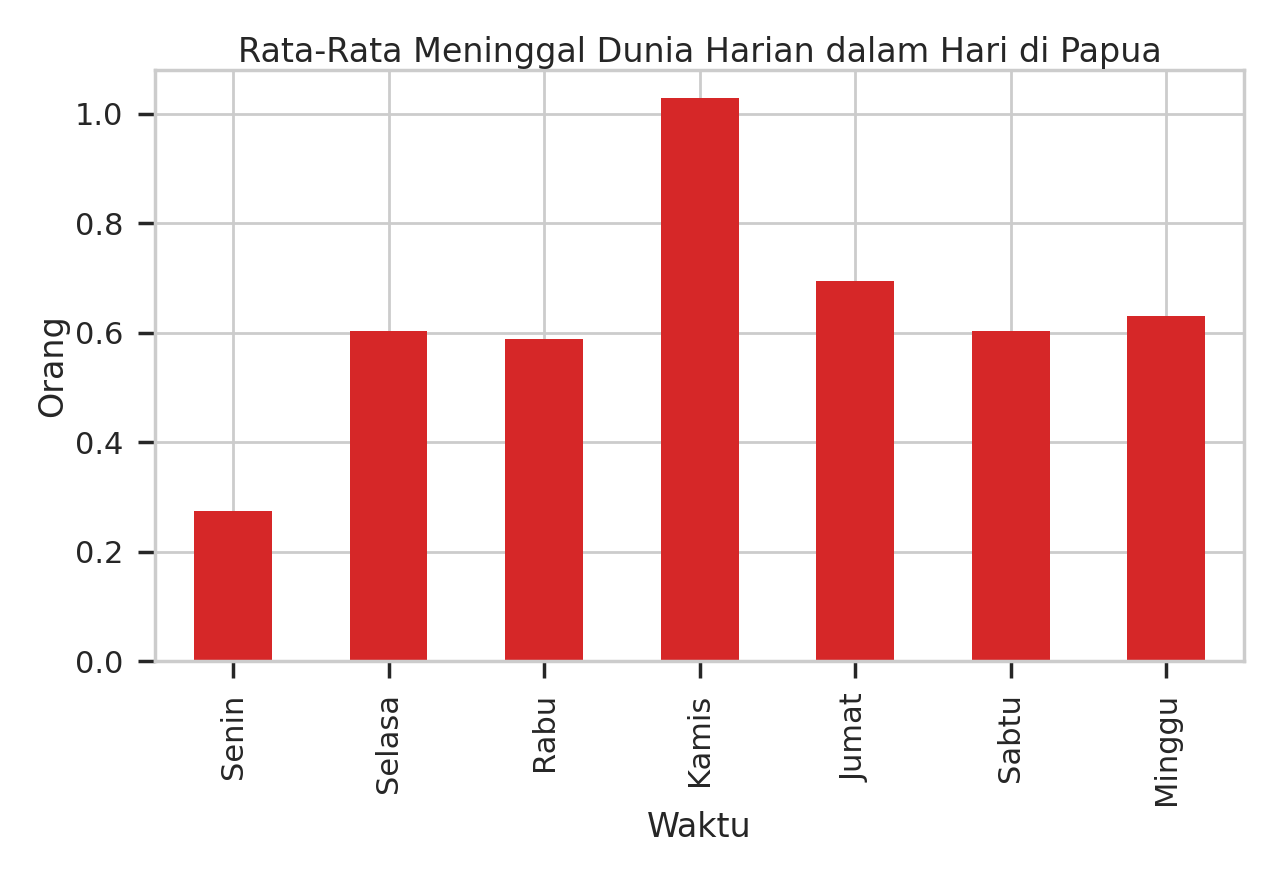 Rata-Rata Meninggal Dunia Harian dalam Hari di Papua
1.0
0.8
0.6
0.4
0.2
0.0
Orang
Senin
Selasa
Rabu
Kamis
Jumat
Sabtu
Minggu
Waktu